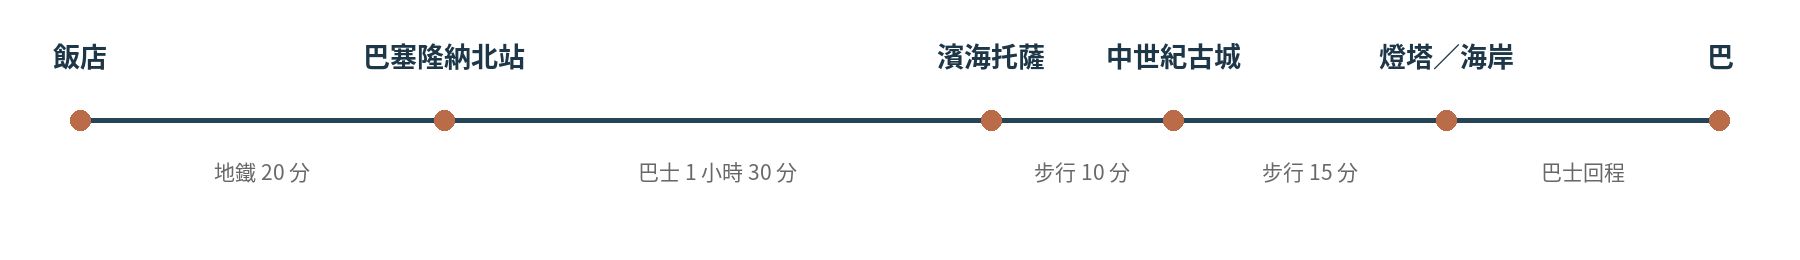 飯店
巴塞隆納北站
濱海托薩
中世紀古城
燈塔／海岸
巴
地鐵 20 分
巴士 1 小時 30 分
步行 10 分
步行 15 分
巴士回程